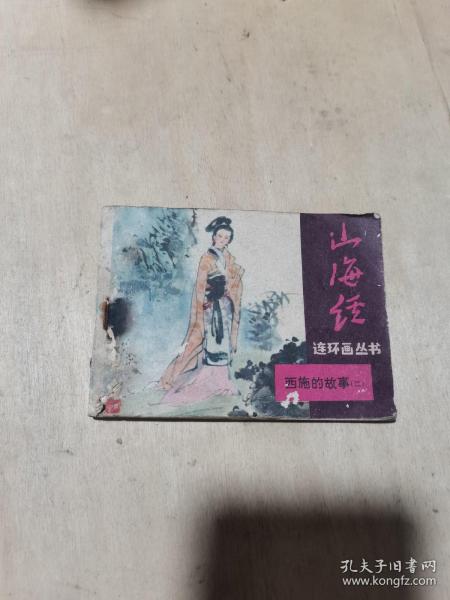 山海经
连环画丛书
西施的故事(二)
孔夫子旧书网
www.kongfz.com